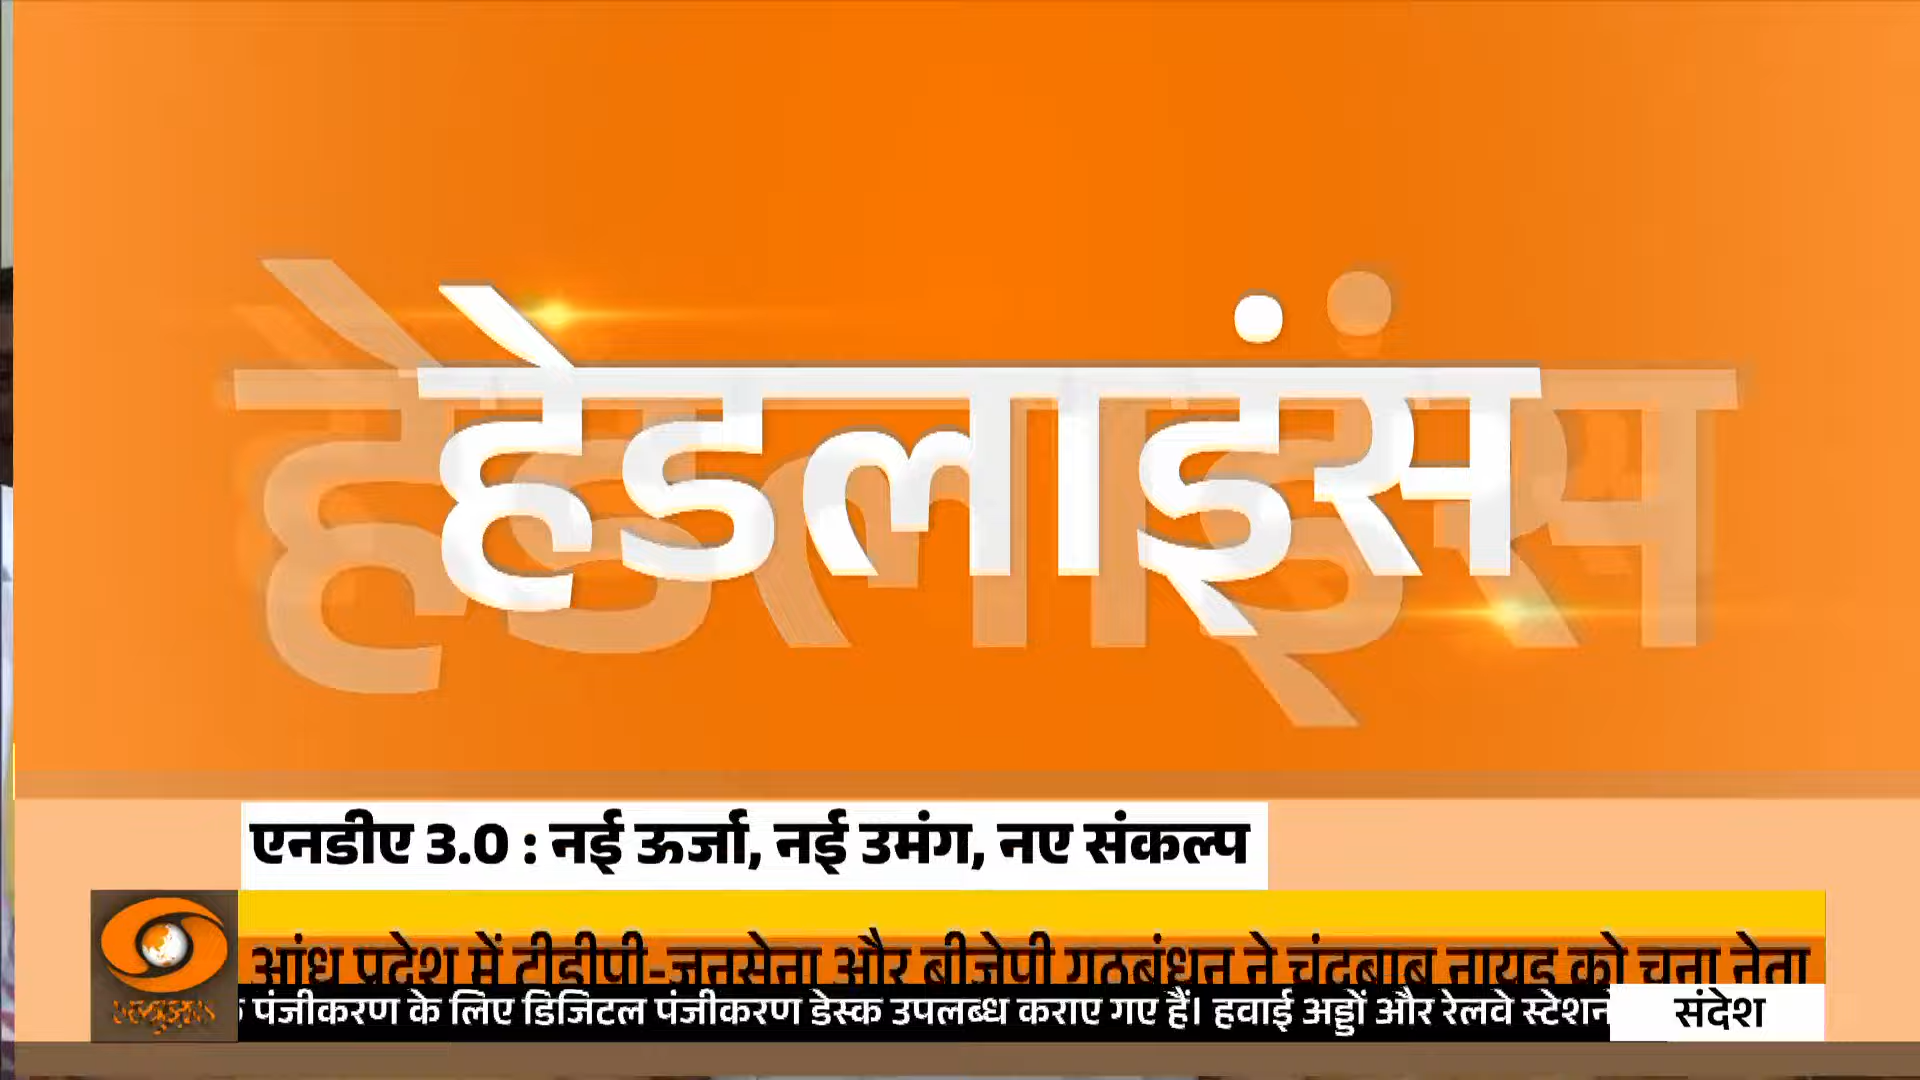 हेडलाइंस
एनडीए 3.0 : नई ऊर्जा, नई उमंग, नए संकल्प
आंध्र प्रदेश में टीडीपी-जनसेना और बीजेपी गठबंधन ने चंद्रबाबू नायडू को चुना नेता
पंजीकरण के लिए डिजिटल पंजीकरण डेस्क उपलब्ध कराए गए हैं। हवाई अड्डों और रेलवे स्टेशन
संदेश